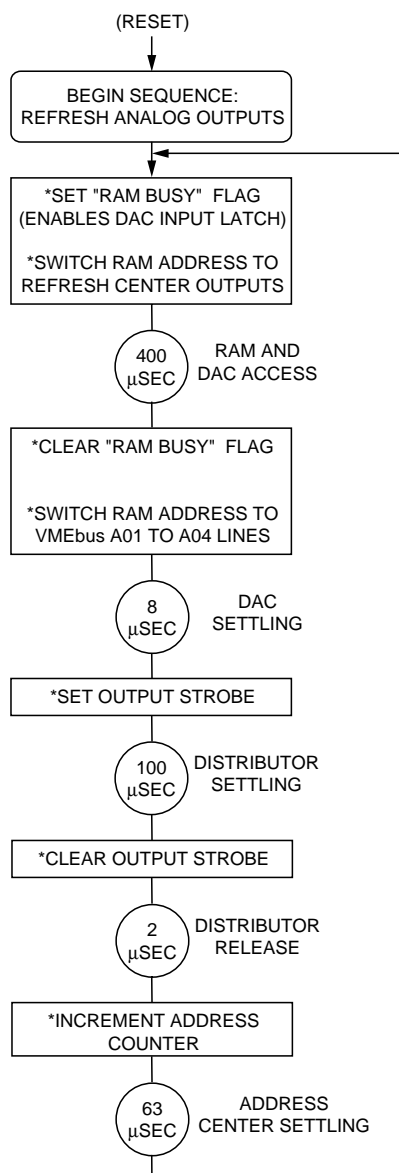 (RESET)
BEGIN SEQUENCE:
REFRESH ANALOG OUTPUTS
*SET "RAM BUSY" FLAG
(ENABLES DAC INPUT LATCH)
*SWITCH RAM ADDRESS TO
REFRESH CENTER OUTPUTS
400
µSEC
RAM AND
DAC ACCESS
*CLEAR "RAM BUSY" FLAG
*SWITCH RAM ADDRESS TO
VMEbus A01 TO A04 LINES
8
µSEC
DAC
SETTLING
*SET OUTPUT STROBE
100
µSEC
DISTRIBUTOR
SETTLING
*CLEAR OUTPUT STROBE
2
µSEC
DISTRIBUTOR
RELEASE
*INCREMENT ADDRESS
COUNTER
63
µSEC
ADDRESS
CENTER SETTLING